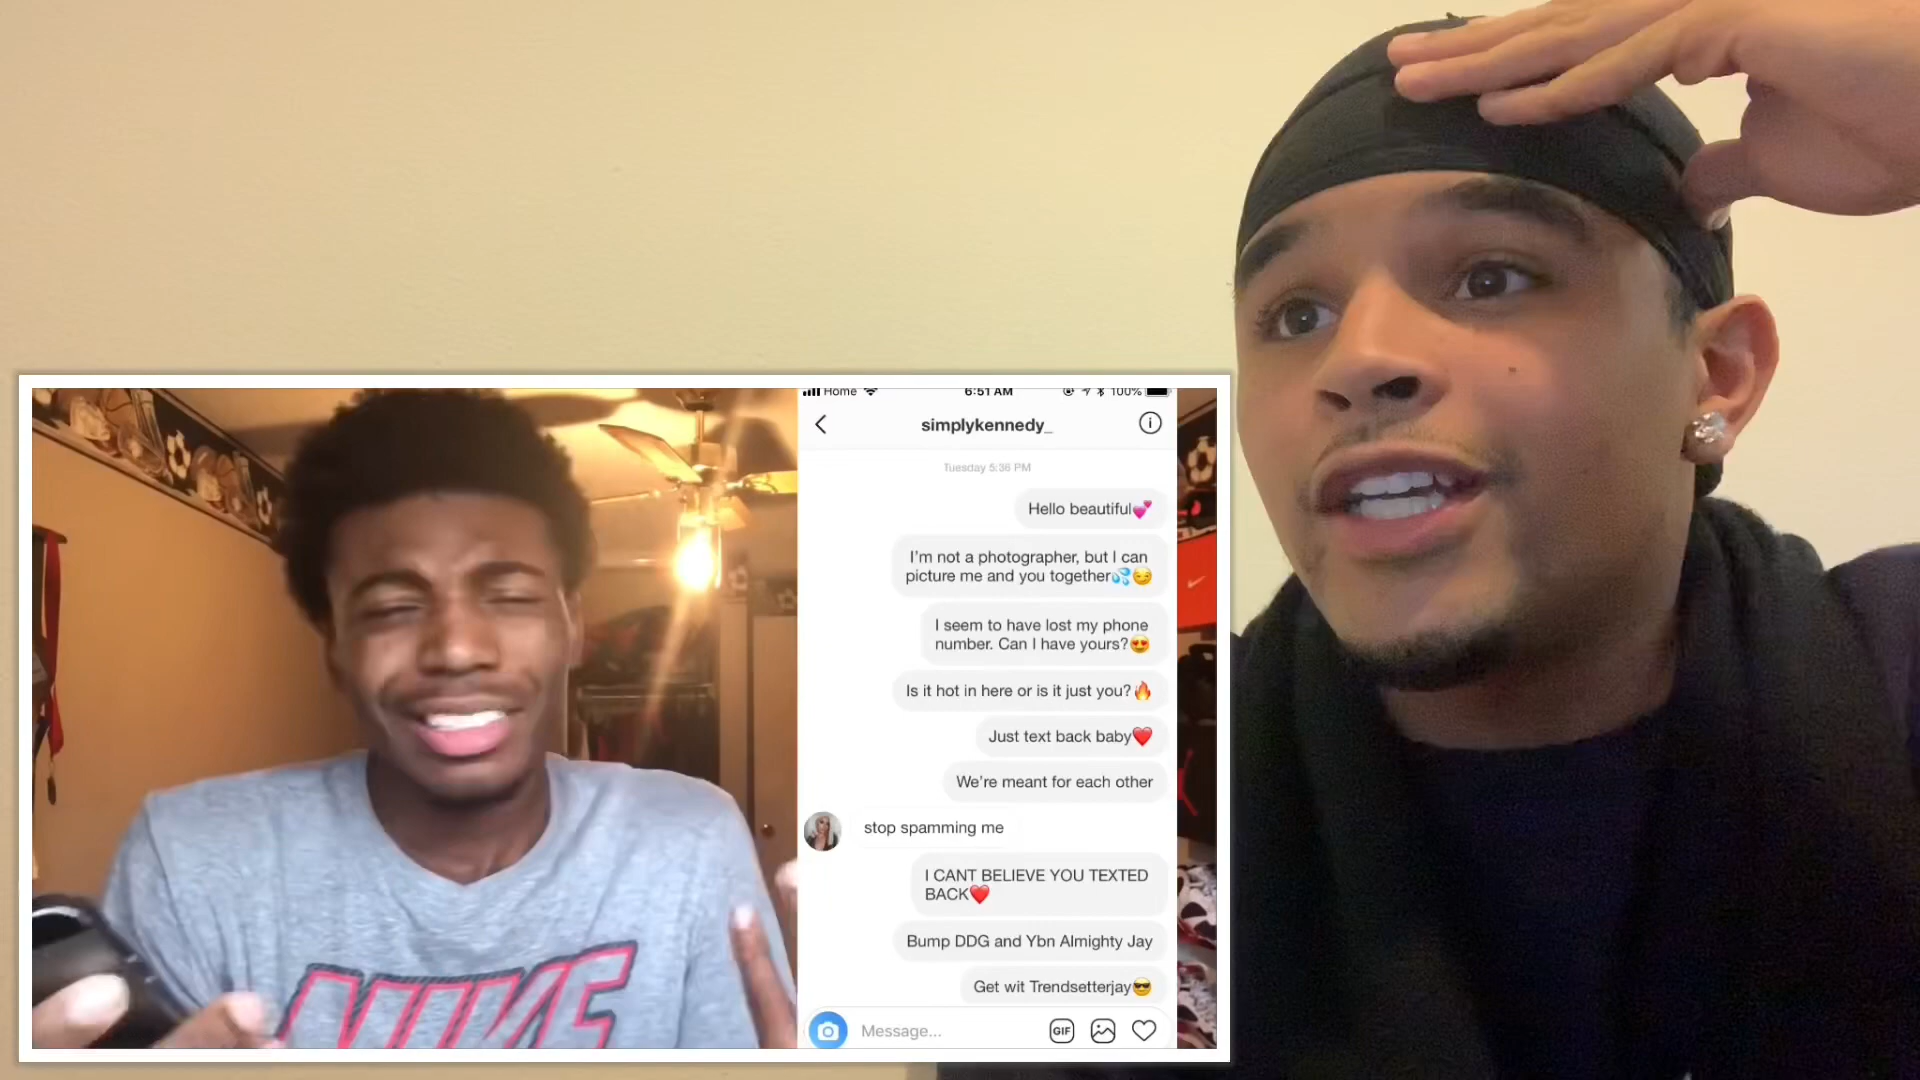 Home
6:51 AM
100%
simplykennedy_
Tuesday 5:36 PM
Hello beautiful💞
I'm not a photographer, but I can
picture me and you together💦😏
I seem to have lost my phone
number. Can I have yours?😍
Is it hot in here or is it just you?🔥
Just text back baby❤️
We're meant for each other
stop spamming me
I CANT BELIEVE YOU TEXTED
BACK❤️
Bump DDG and Ybn Almighty Jay
Get wit Trendsetterjay😎
Message...
GIF
NIKE